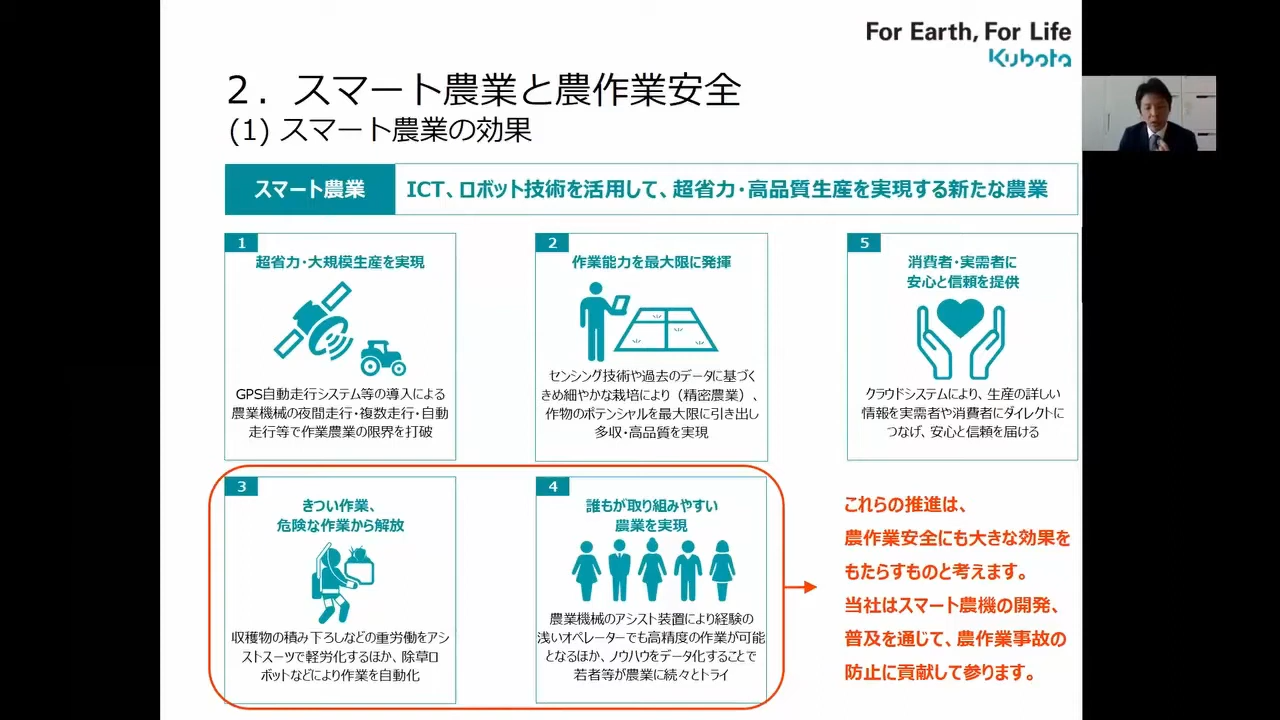 For Earth, For Life
Kubota
２．スマート農業と農作業安全
(1) スマート農業の効果
スマート農業
ICT、ロボット技術を活用して、超省力・高品質生産を実現する新たな農業
1
超省力・大規模生産を実現
GPS自動走行システム等の導入による
農業機械の夜間走行・複数走行・自動
走行等で作業農業の限界を打破
2
作業能力を最大限に発揮
センシング技術や過去のデータに基づく
きめ細やかな栽培により（精密農業）、
作物のポテンシャルを最大限に引き出し
多収・高品質を実現
5
消費者・実需者に
安心と信頼を提供
クラウドシステムにより、生産の詳しい
情報を実需者や消費者にダイレクトに
つなげ、安心と信頼を届ける
3
きつい作業、
危険な作業から解放
収穫物の積み下ろしなどの重労働をアシ
ストスーツで軽労化するほか、除草ロ
ボットなどにより作業を自動化
4
誰もが取り組みやすい
農業を実現
農業機械のアシスト装置により経験の
浅いオペレーターでも高精度の作業が可能
となるほか、ノウハウをデータ化することで
若者等が農業に続々とトライ
これらの推進は、
農作業安全にも大きな効果を
もたらすものと考えます。
当社はスマート農機の開発、
普及を通じて、農作業事故の
防止に貢献して参ります。